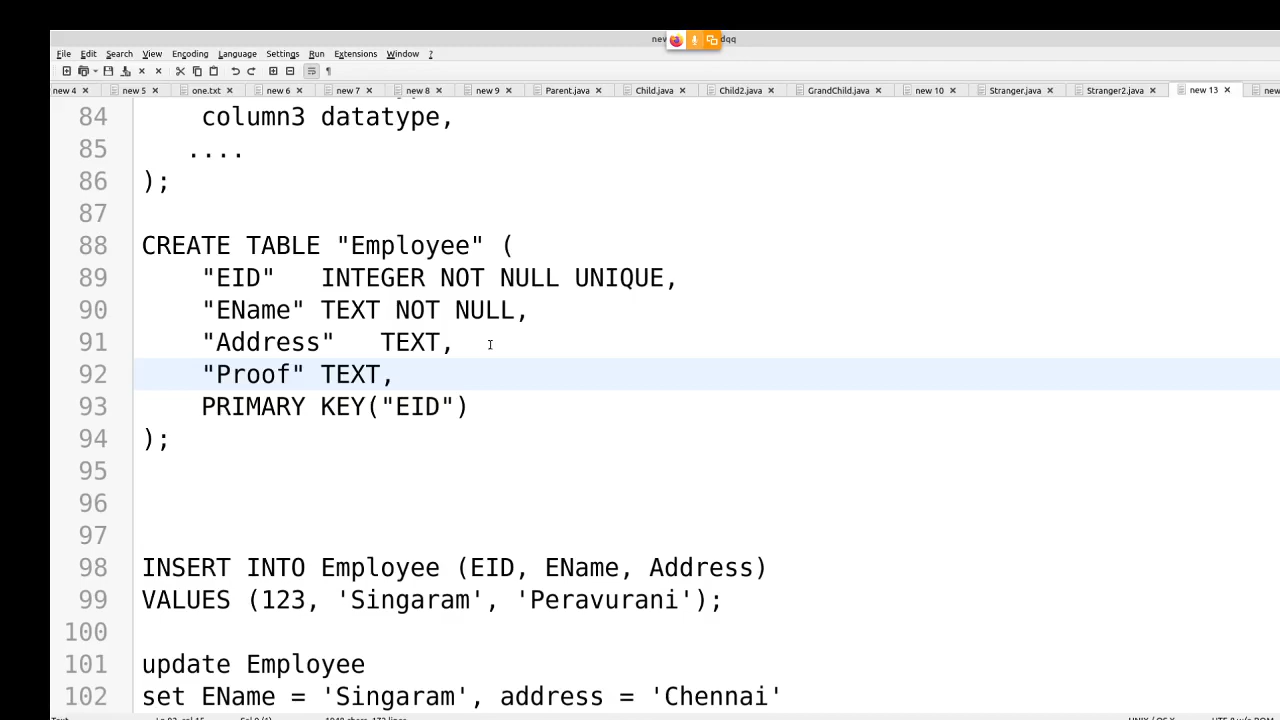 dqq
File Edit Search View Encoding Language Settings Run Extensions Window ?
new 4 new 5 one.txt new 6 new 7 new 8 new 9 Parent.java Child.java Child2.java GrandChild.java new 10 Stranger.java Stranger2.java new 13
84 column3 datatype,
85 ....
86 );
87
88 CREATE TABLE "Employee" (
89 "EID" INTEGER NOT NULL UNIQUE,
90 "EName" TEXT NOT NULL,
91 "Address" TEXT,
92 "Proof" TEXT,
93 PRIMARY KEY("EID")
94 );
95
96
97
98 INSERT INTO Employee (EID, EName, Address)
99 VALUES (123, 'Singaram', 'Peravurani');
100
101 update Employee
102 set EName = 'Singaram', address = 'Chennai'